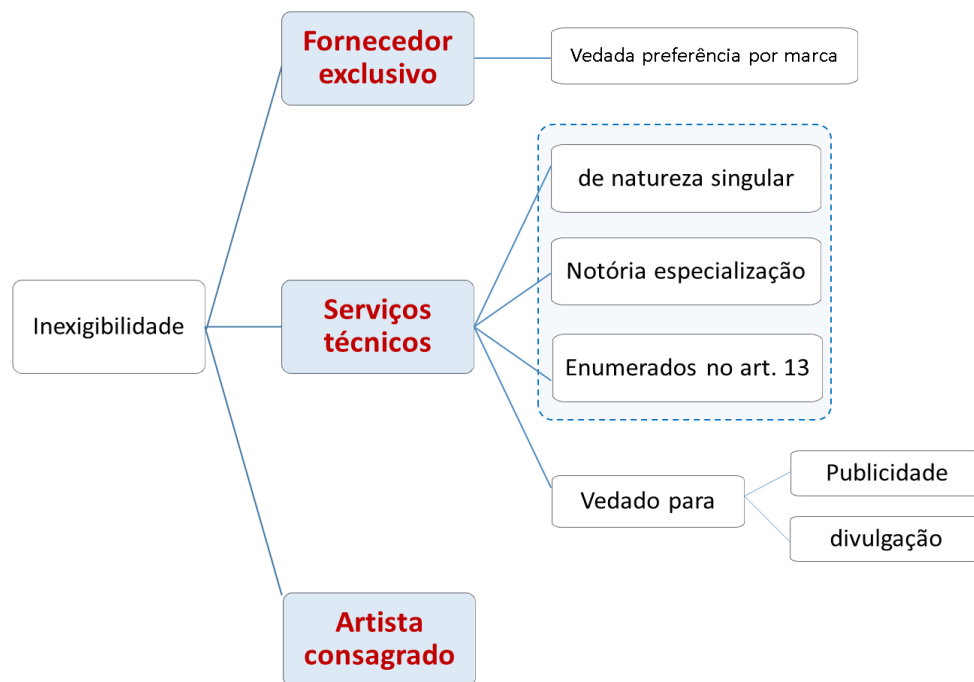 Fornecedor
exclusivo
Vedada preferência por marca
de natureza singular
Notória especialização
Inexigibilidade
Serviços
técnicos
Enumerados no art. 13
Vedado para
Publicidade
divulgação
Artista
consagrado